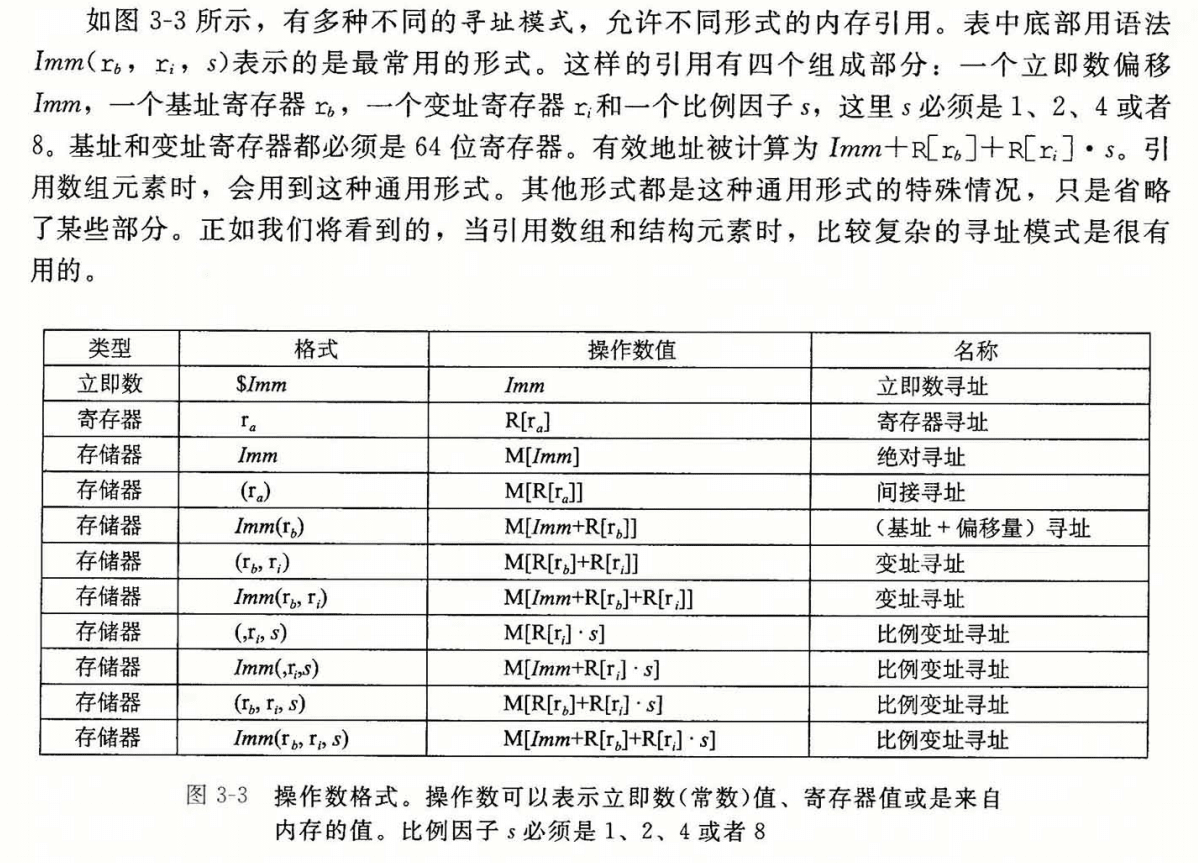 如图 3-3 所示，有多种不同的寻址模式，允许不同形式的内存引用。表中底部用语法
Imm(r_b，r_i，s)表示的是最常用的形式。这样的引用有四个组成部分：一个立即数偏移
Imm，一个基址寄存器 r_b，一个变址寄存器 r_i和一个比例因子 s，这里 s 必须是 1、2、4 或者
8。基址和变址寄存器都必须是 64 位寄存器。有效地址被计算为 Imm+R[r_b]+R[r_i]·s。引
用数组元素时，会用到这种通用形式。其他形式都是这种通用形式的特殊情况，只是省略
了某些部分。正如我们将看到的，当引用数组和结构元素时，比较复杂的寻址模式是很有
用的。
类型 格式 操作数值 名称
立即数 $Imm Imm 立即数寻址
寄存器 r_a R[r_a] 寄存器寻址
存储器 Imm M[Imm] 绝对寻址
存储器 (r_a) M[R[r_a]] 间接寻址
存储器 Imm(r_b) M[Imm+R[r_b]] （基址+偏移量）寻址
存储器 (r_b, r_i) M[R[r_b]+R[r_i]] 变址寻址
存储器 Imm(r_b, r_i) M[Imm+R[r_b]+R[r_i]] 变址寻址
存储器 (,r_i, s) M[R[r_i]·s] 比例变址寻址
存储器 Imm(,r_i,s) M[Imm+R[r_i]·s] 比例变址寻址
存储器 (r_b, r_i, s) M[R[r_b]+R[r_i]·s] 比例变址寻址
存储器 Imm(r_b, r_i, s) M[Imm+R[r_b]+R[r_i]·s] 比例变址寻址
图 3-3 操作数格式。操作数可以表示立即数(常数)值、寄存器值或是来自
内存的值。比例因子 s 必须是 1、2、4 或者 8